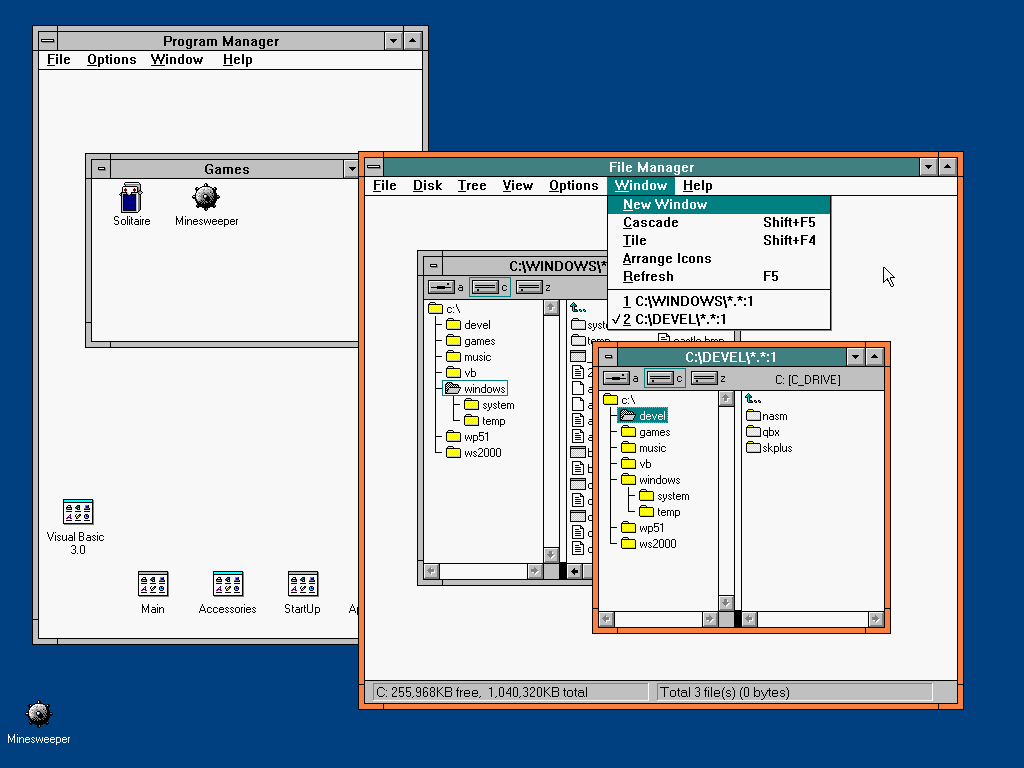 Program Manager
File Options Window Help
Games
Solitaire
Minesweeper
Visual Basic
3.0
Main
Accessories
StartUp
Minesweeper
File Manager
File Disk Tree View Options Window Help
New Window
Cascade Shift+F5
Tile Shift+F4
Arrange Icons
Refresh F5
1 C:\WINDOWS\*.*:1
2 C:\DEVEL\*.*:1
C:\WINDOWS\*
a c z
c:\
devel
games
music
vb
windows
system
temp
wp51
ws2000
C:\DEVEL\*.*:1
a c z C: [C_DRIVE]
c:\
devel
games
music
vb
windows
system
temp
wp51
ws2000
nasm
qbx
skplus
C: 255,968KB free, 1,040,320KB total
Total 3 file(s) (0 bytes)